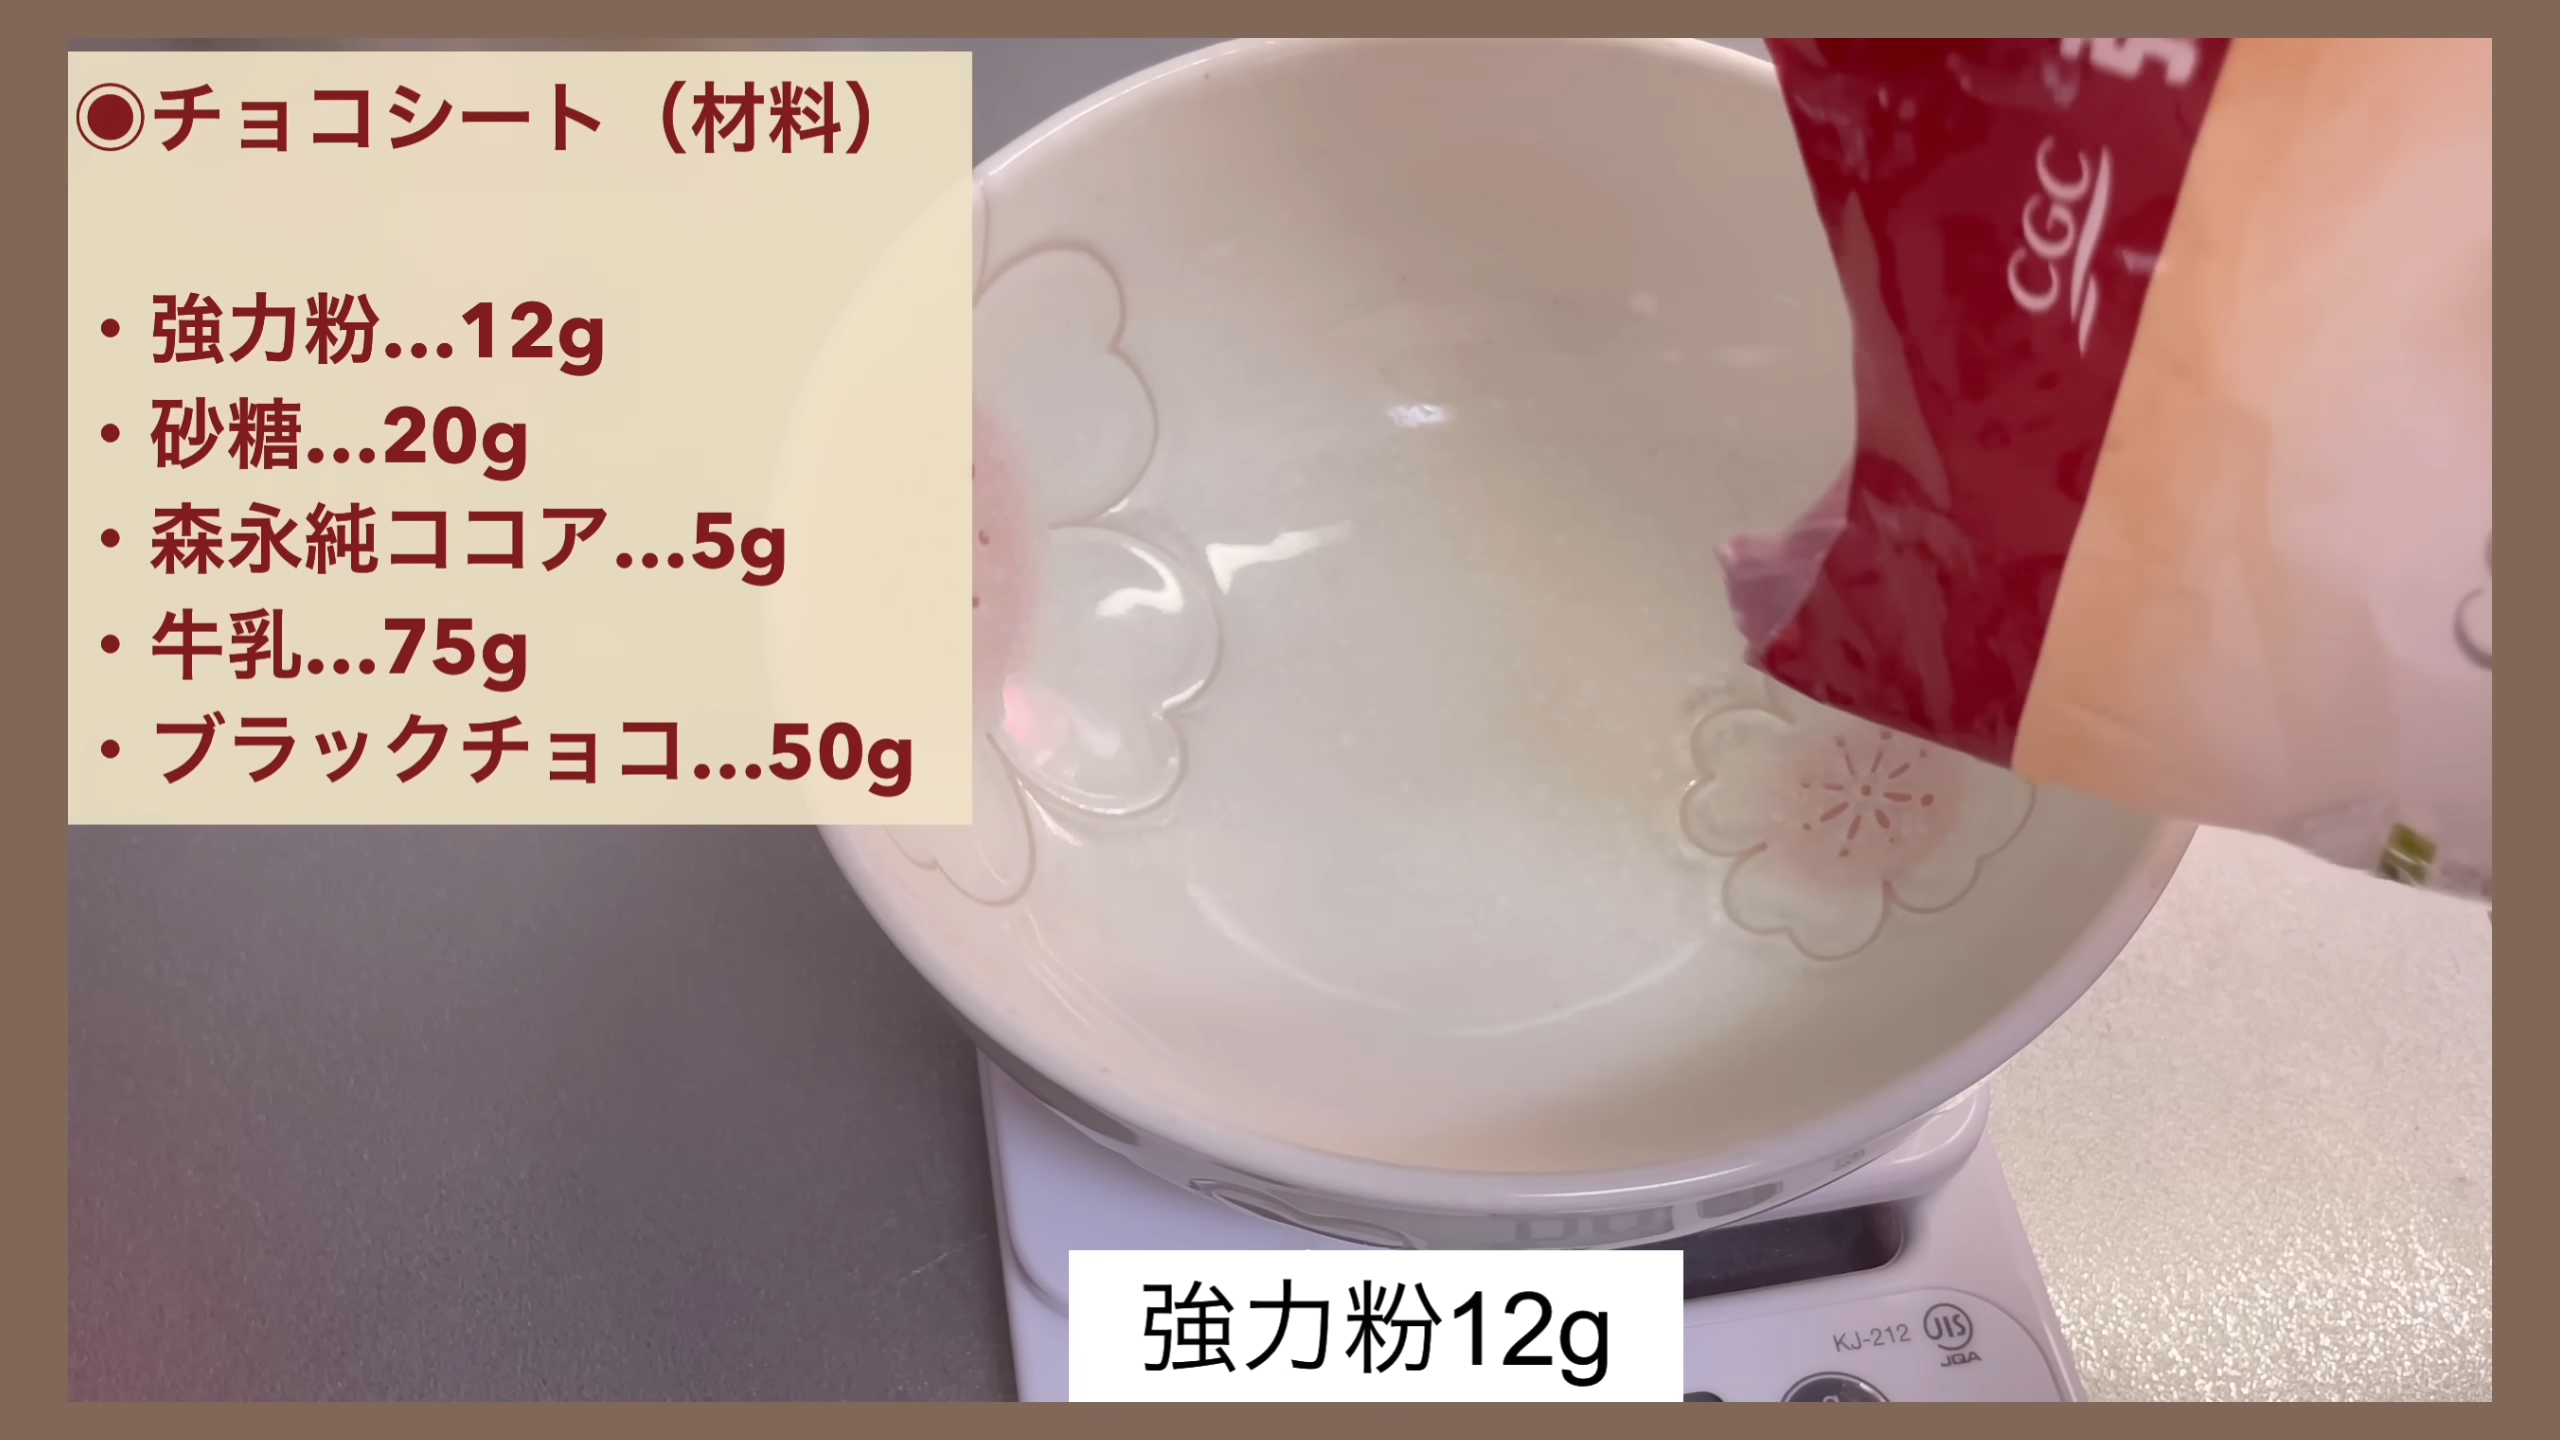 ◉チョコシート（材料）
・強力粉...12g
・砂糖...20g
・森永純ココア...5g
・牛乳...75g
・ブラックチョコ...50g
CGC
強力粉12g
KJ-212
JIS
JQA